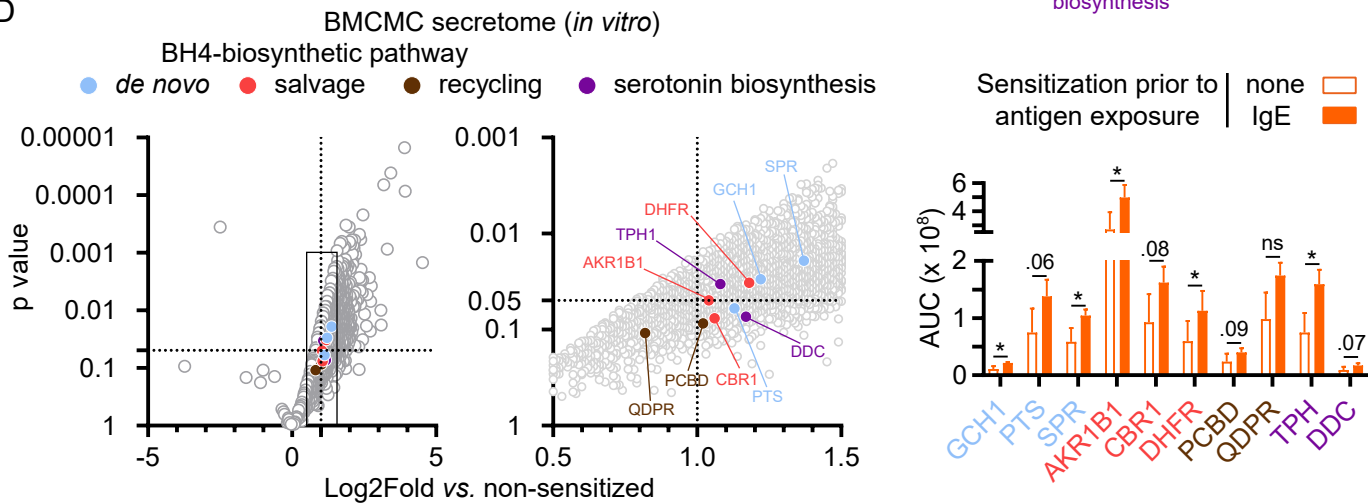 D
BMCMC secretome (in vitro)
BH4-biosynthetic pathway
de novo
salvage
recycling
serotonin biosynthesis
p value
0.00001
0.0001
0.001
0.01
0.1
1
-5
0
5
0.001
0.01
0.05
0.1
1
0.5
1.0
1.5
SPR
GCH1
DHFR
TPH1
AKR1B1
DDC
PCBD
CBR1
PTS
QDPR
Log2Fold vs. non-sensitized
biosynthesis
Sensitization prior to
antigen exposure
none
IgE
AUC (x 10⁸)
6
4
2
1
0
*
.06
*
*
.08
*
.09
ns
*
.07
GCH1
PTS
SPR
AKR1B1
CBR1
DHFR
PCBD
QDPR
TPH
DDC